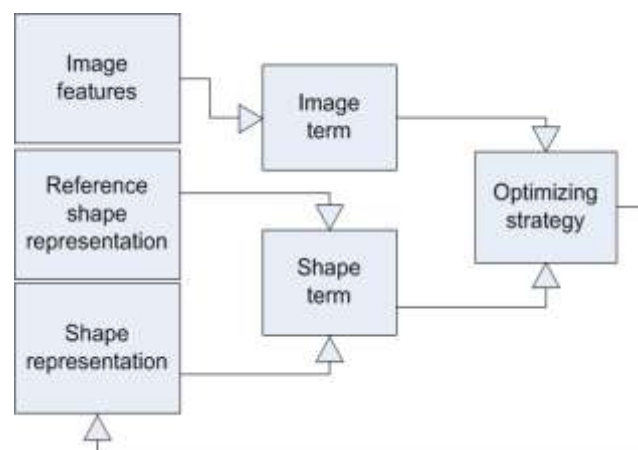 Image
features
Image
term
Reference
shape
representation
Optimizing
strategy
Shape
term
Shape
representation